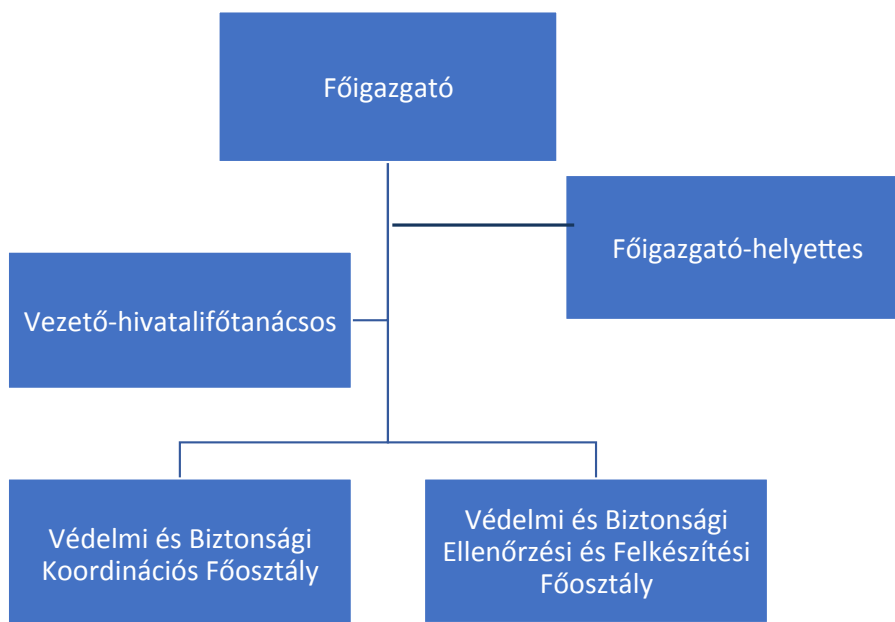 Főigazgató
Főigazgató-helyettes
Vezető-hivatalifőtanácsos
Védelmi és Biztonsági
Koordinációs Főosztály
Védelmi és Biztonsági
Ellenőrzési és Felkészítési
Főosztály